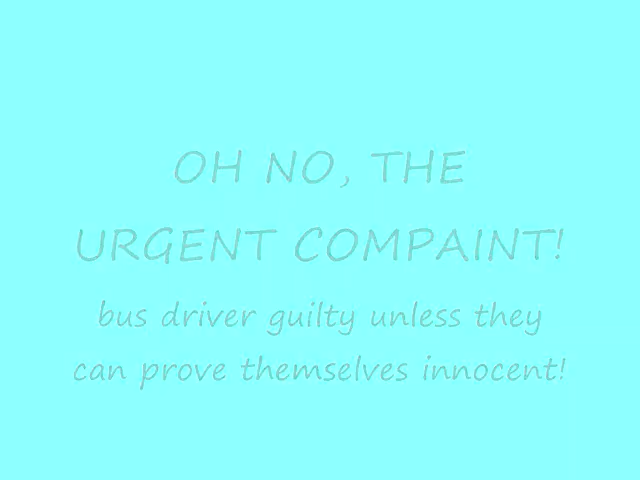 OH NO, THE
URGENT COMPAINT!
bus driver guilty unless they
can prove themselves innocent!